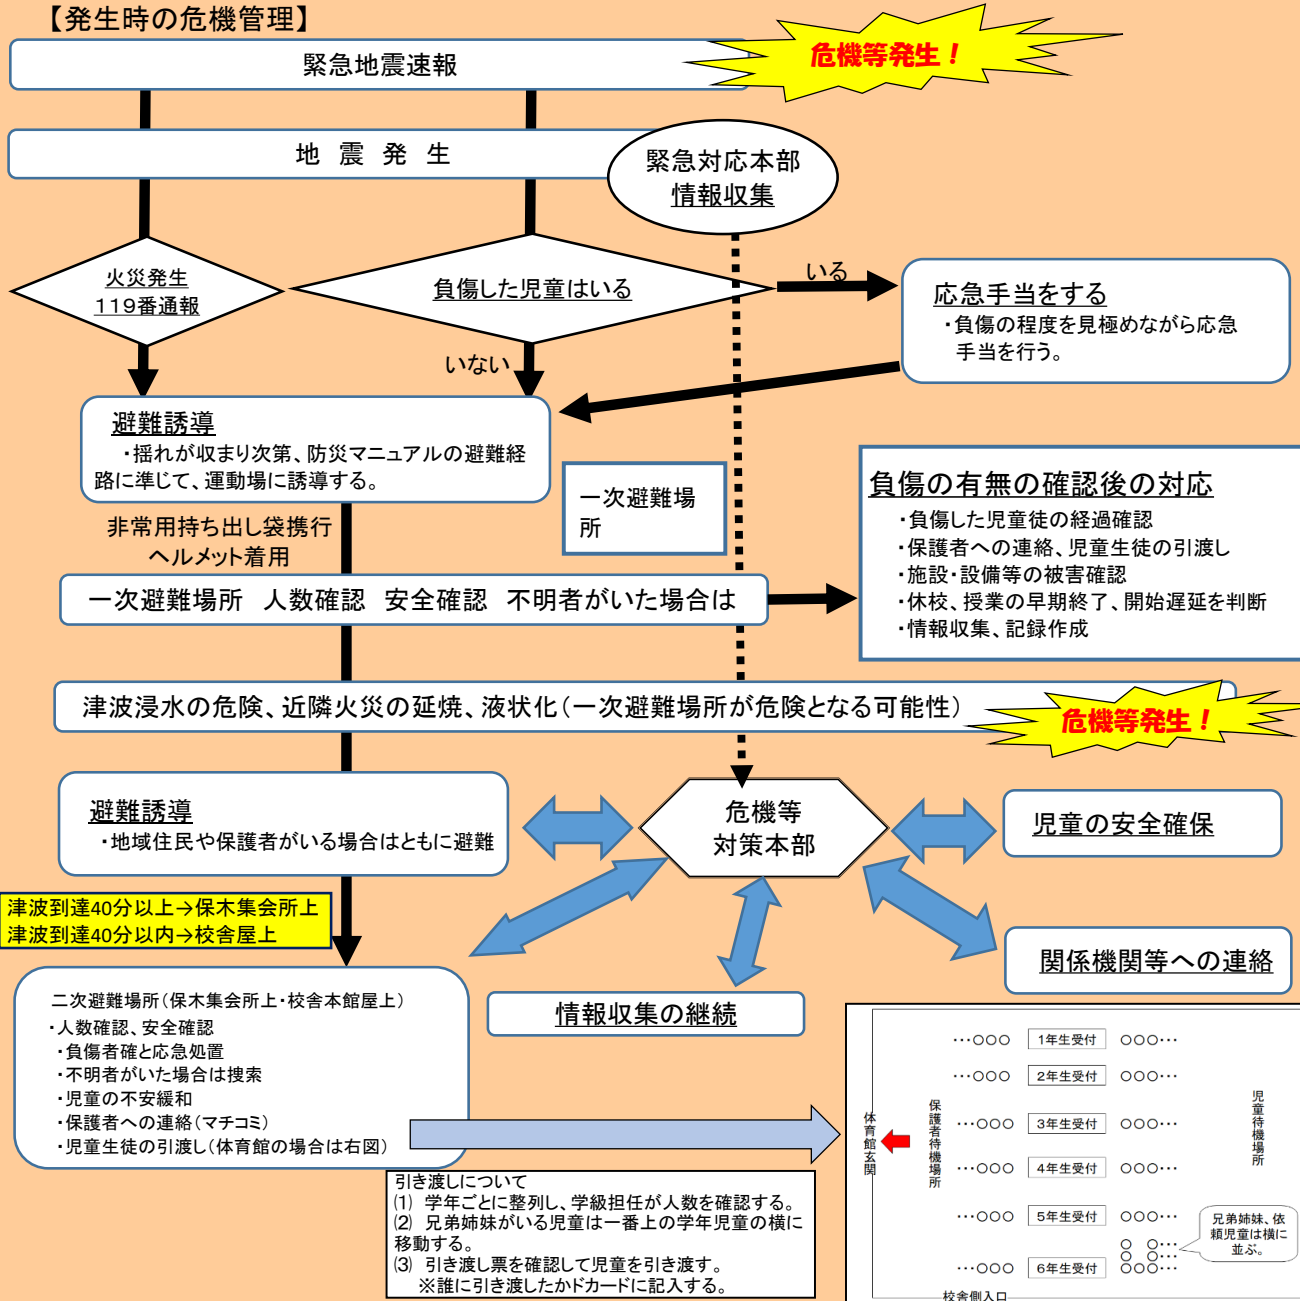 【発生時の危機管理】
危機等発生！
緊急地震速報
地　震　発　生
緊急対応本部
情報収集
火災発生
119番通報
負傷した児童はいる
いる
いない
応急手当をする
・負傷の程度を見極めながら応急
手当を行う。
避難誘導
・揺れが収まり次第、防災マニュアルの避難経
路に準じて、運動場に誘導する。
一次避難場
所
負傷の有無の確認後の対応
・負傷した児童徒の経過確認
・保護者への連絡、児童生徒の引渡し
・施設・設備等の被害確認
・休校、授業の早期終了、開始遅延を判断
・情報収集、記録作成
非常用持ち出し袋携行
ヘルメット着用
一次避難場所　人数確認　安全確認　不明者がいた場合は
津波浸水の危険、近隣火災の延焼、液状化（一次避難場所が危険となる可能性）
危機等発生！
避難誘導
・地域住民や保護者がいる場合はともに避難
危機等
対策本部
児童の安全確保
関係機関等への連絡
情報収集の継続
津波到達40分以上→保木集会所上
津波到達40分以内→校舎屋上
二次避難場所（保木集会所上・校舎本館屋上）
・人数確認、安全確認
・負傷者確と応急処置
・不明者がいた場合は捜索
・児童の不安緩和
・保護者への連絡（マチコミ）
・児童生徒の引渡し（体育館の場合は右図）
引き渡しについて
⑴　学年ごとに整列し、学級担任が人数を確認する。
⑵　兄弟姉妹がいる児童は一番上の学年児童の横に
移動する。
⑶　引き渡し票を確認して児童を引き渡す。
※誰に引き渡したかドカードに記入する。
体育館玄関
保護者待機場所
児童待機場所
…○○○　1年生受付　○○○…
…○○○　2年生受付　○○○…
…○○○　3年生受付　○○○…
…○○○　4年生受付　○○○…
…○○○　5年生受付　○○○…
○　○…
○　○…
…○○○　6年生受付　○○○…
兄弟姉妹、依
頼児童は横に
並ぶ。
校舎側入口